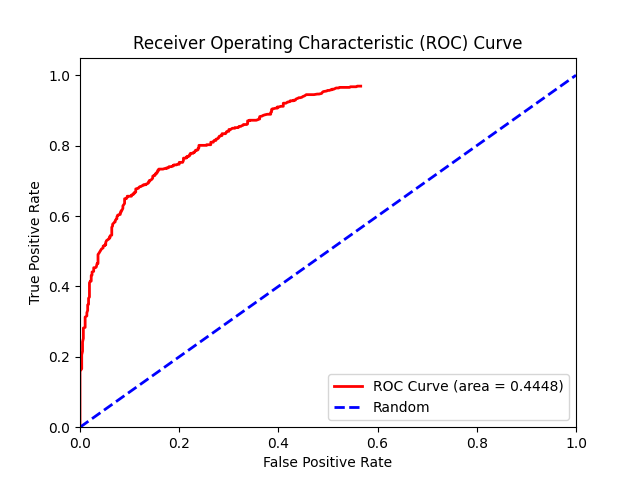 Receiver Operating Characteristic (ROC) Curve
1.0
0.8
0.6
0.4
0.2
0.0
True Positive Rate
ROC Curve (area = 0.4448)
Random
0.0 0.2 0.4 0.6 0.8 1.0
False Positive Rate